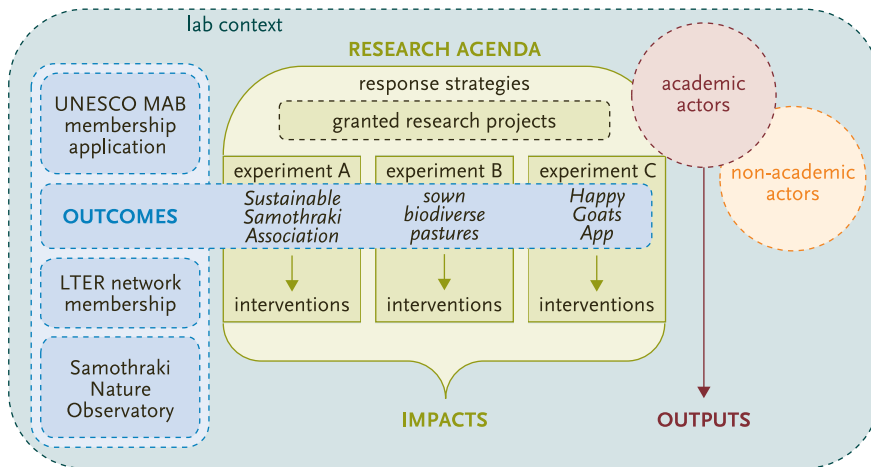 lab context
RESEARCH AGENDA
response strategies
granted research projects
academic
actors
non-academic
actors
UNESCO MAB
membership
application
OUTCOMES
LTER network
membership
Samothraki
Nature
Observatory
experiment A
Sustainable
Samothraki
Association
interventions
experiment B
sown
biodiverse
pastures
interventions
experiment C
Happy
Goats
App
interventions
IMPACTS
OUTPUTS